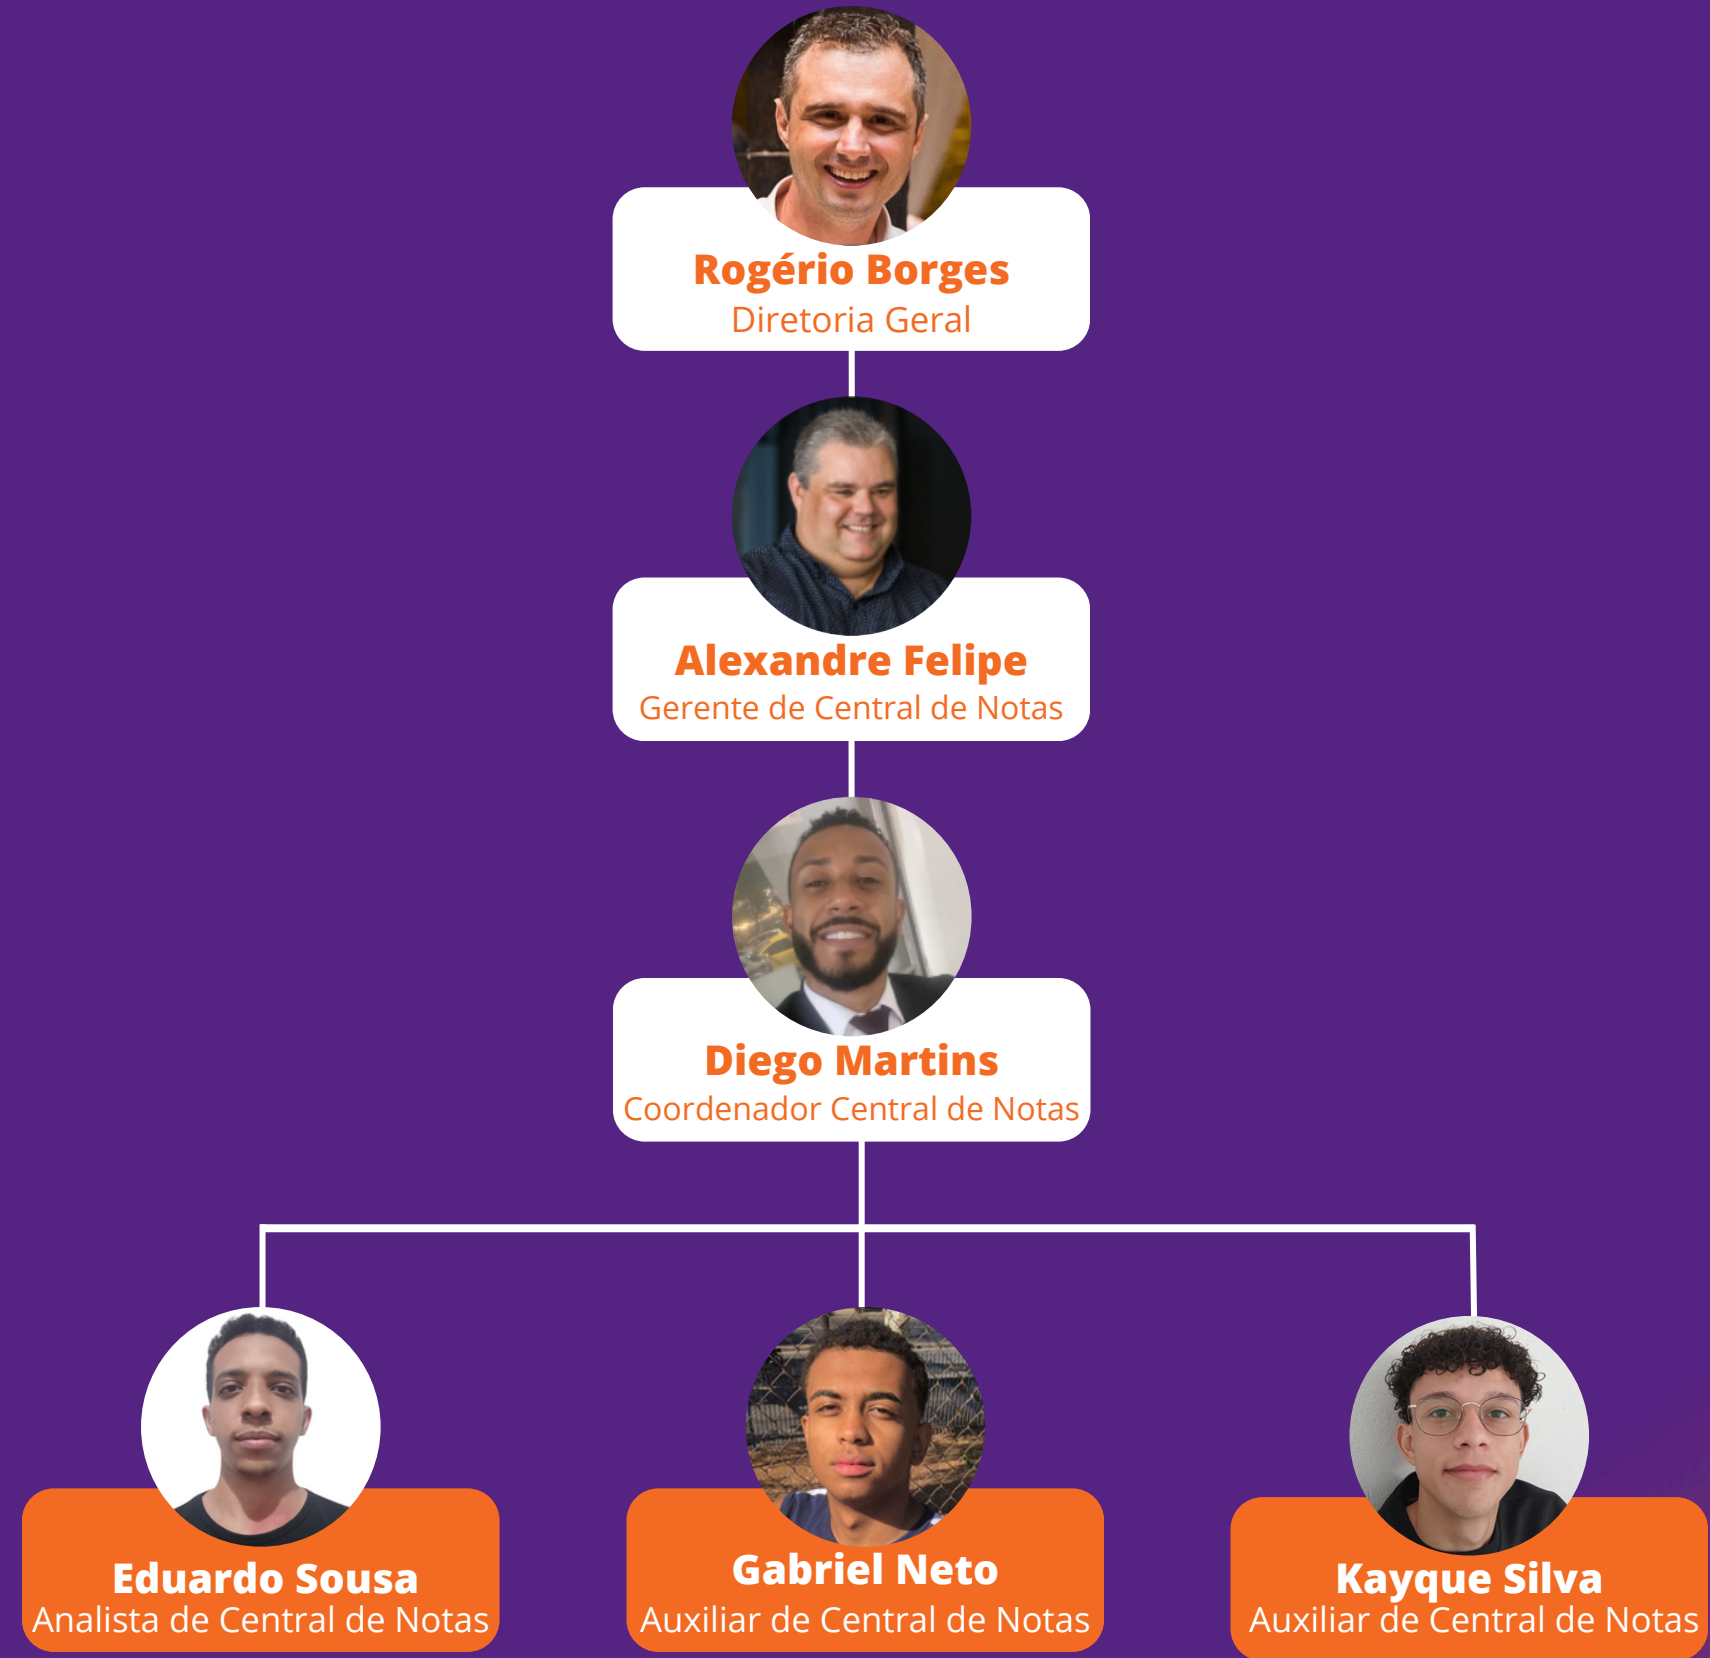 Rogério Borges
Diretoria Geral
Alexandre Felipe
Gerente de Central de Notas
Diego Martins
Coordenador Central de Notas
Eduardo Sousa
Analista de Central de Notas
Gabriel Neto
Auxiliar de Central de Notas
Kayque Silva
Auxiliar de Central de Notas